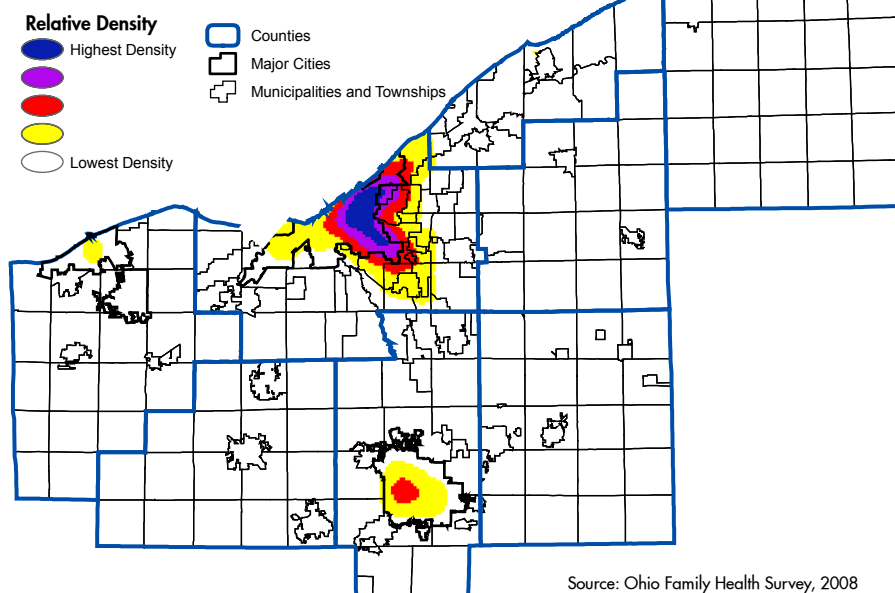 Relative Density
Highest Density
Lowest Density
Counties
Major Cities
Municipalities and Townships
Source: Ohio Family Health Survey, 2008